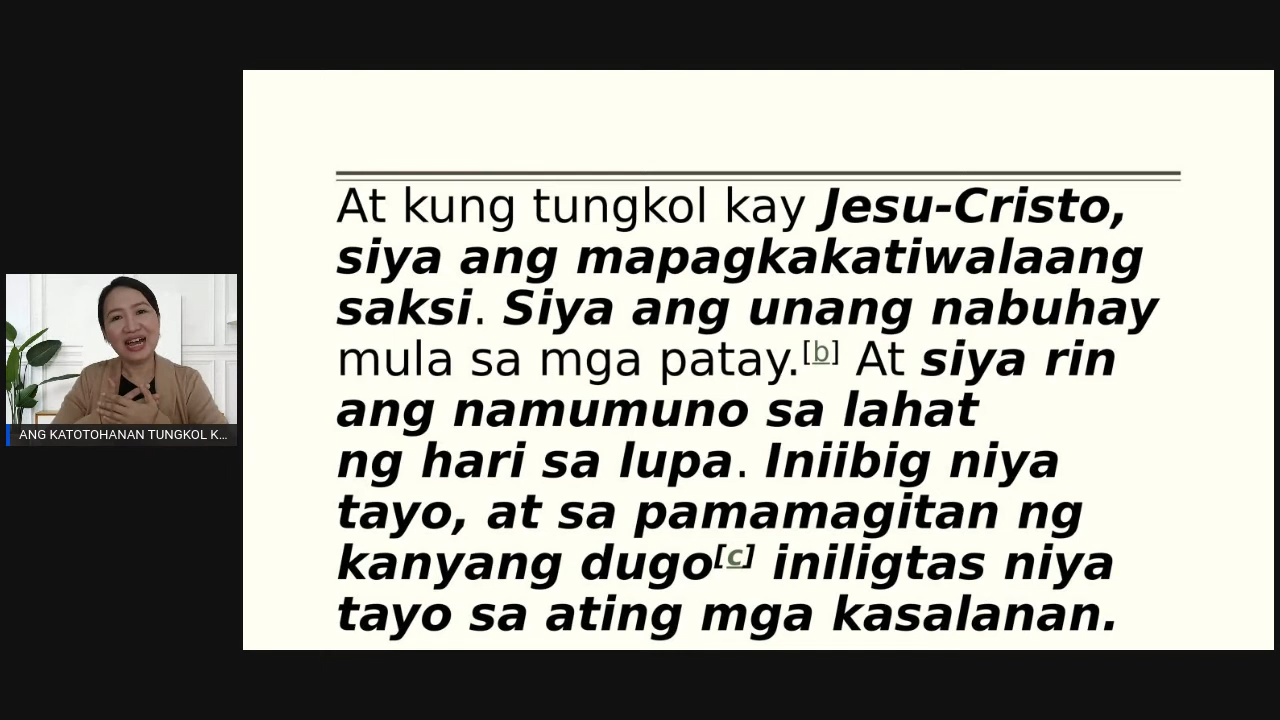 At kung tungkol kay Jesu-Cristo,
siya ang mapagkakatiwalaang
saksi. Siya ang unang nabuhay
mula sa mga patay.[b] At siya rin
ang namumuno sa lahat
ng hari sa lupa. Iniibig niya
tayo, at sa pamamagitan ng
kanyang dugo[c] iniligtas niya
tayo sa ating mga kasalanan.
ANG KATOTOHANAN TUNGKOL K...